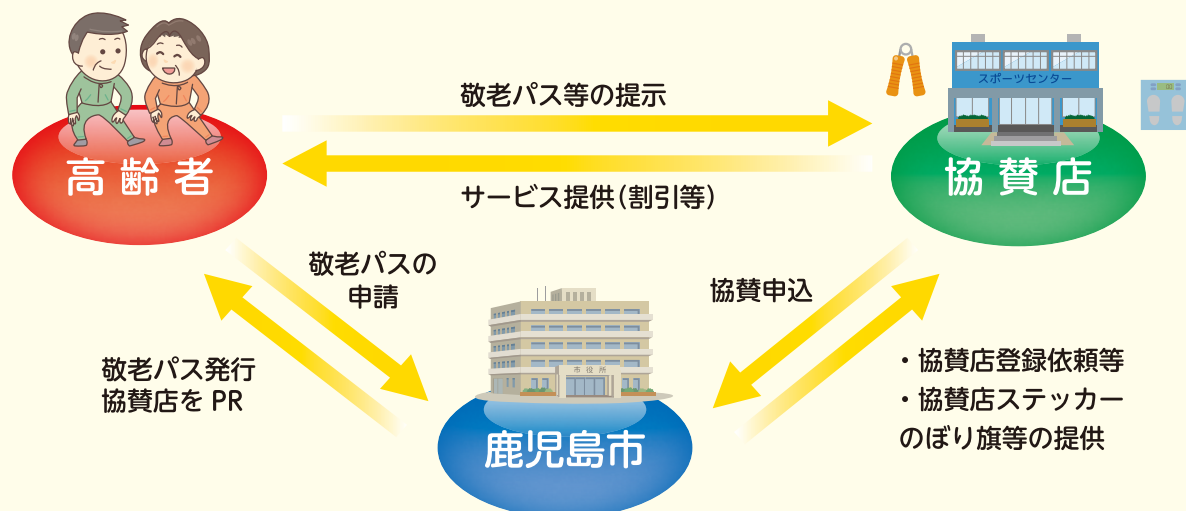 スポーツセンター
敬老パス等の提示
高齢者
協賛店
サービス提供（割引等）
敬老パスの
申請
協賛申込
敬老パス発行
協賛店を PR
市役所
・協賛店登録依頼等
・協賛店ステッカー
のぼり旗等の提供
鹿児島市